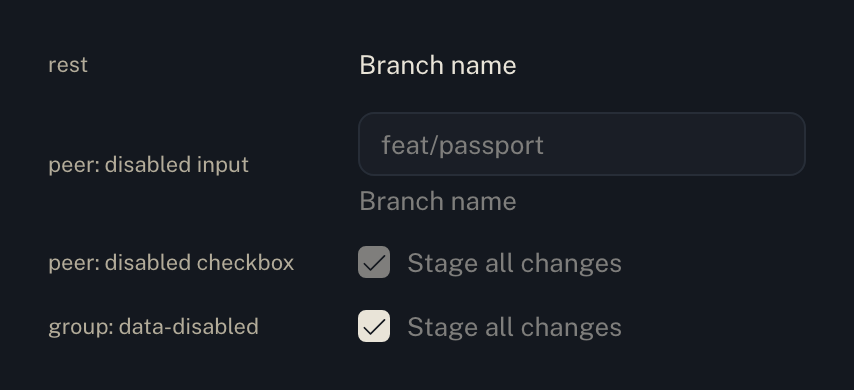 rest
Branch name
feat/passport
peer: disabled input
Branch name
peer: disabled checkbox
Stage all changes
group: data-disabled
Stage all changes